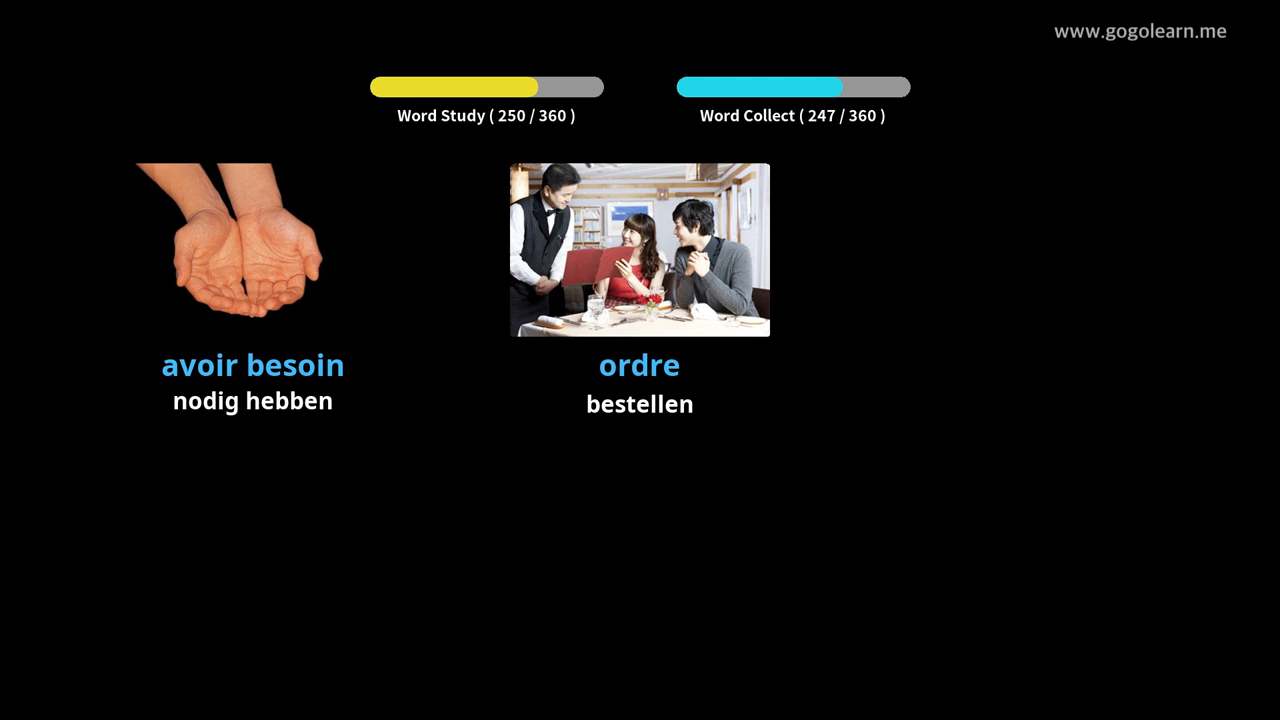 www.gogolearn.me
Word Study ( 250 / 360 )
Word Collect ( 247 / 360 )
avoir besoin
nodig hebben
ordre
bestellen